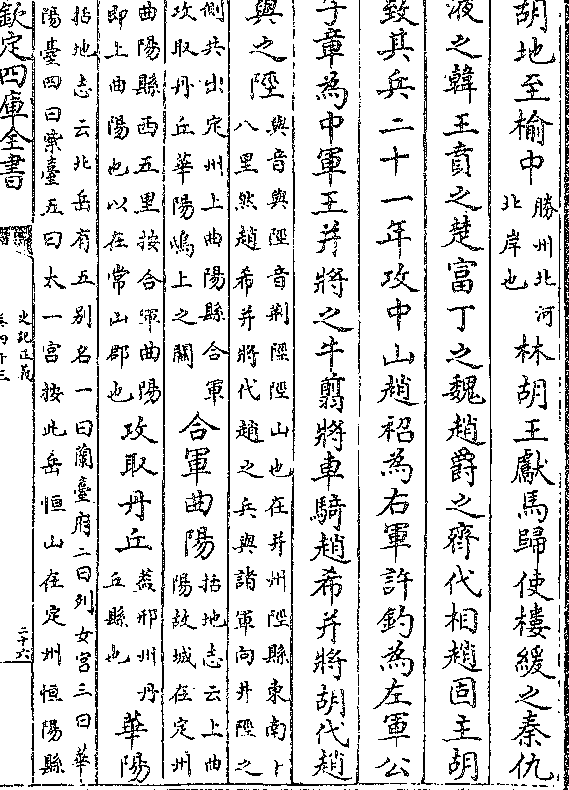 胡地至榆中勝州北河北岸也林胡王獻馬歸使樓緩之秦仇
液之韓王賁之楚富丁之魏趙爵之齊代相趙固主胡
致其兵二十一年攻中山趙袑為右軍許鈞為左軍公
子章為中軍王并將之牛翦將車騎趙希并將胡代趙
與之陘與音與陘音荆陘陘山也在并州陘縣東南卜八里然趙希并將代趙之兵與諸軍向井陘之
側共出定州上曲陽縣合軍攻取丹丘華陽鴟上之關合軍曲陽括地志云上曲陽故城在定州
曲陽縣西五里按合軍曲陽即上曲陽也以在常山郡也攻取丹丘蓋邢州丹丘縣也華陽
括地志云北岳有五别名一曰蘭臺府二曰列女宫三曰華陽臺四曰紫臺五曰太一宫按此岳恒山在定州恒陽縣
欽定四庫全書
史記正義
卷四十三
二十六